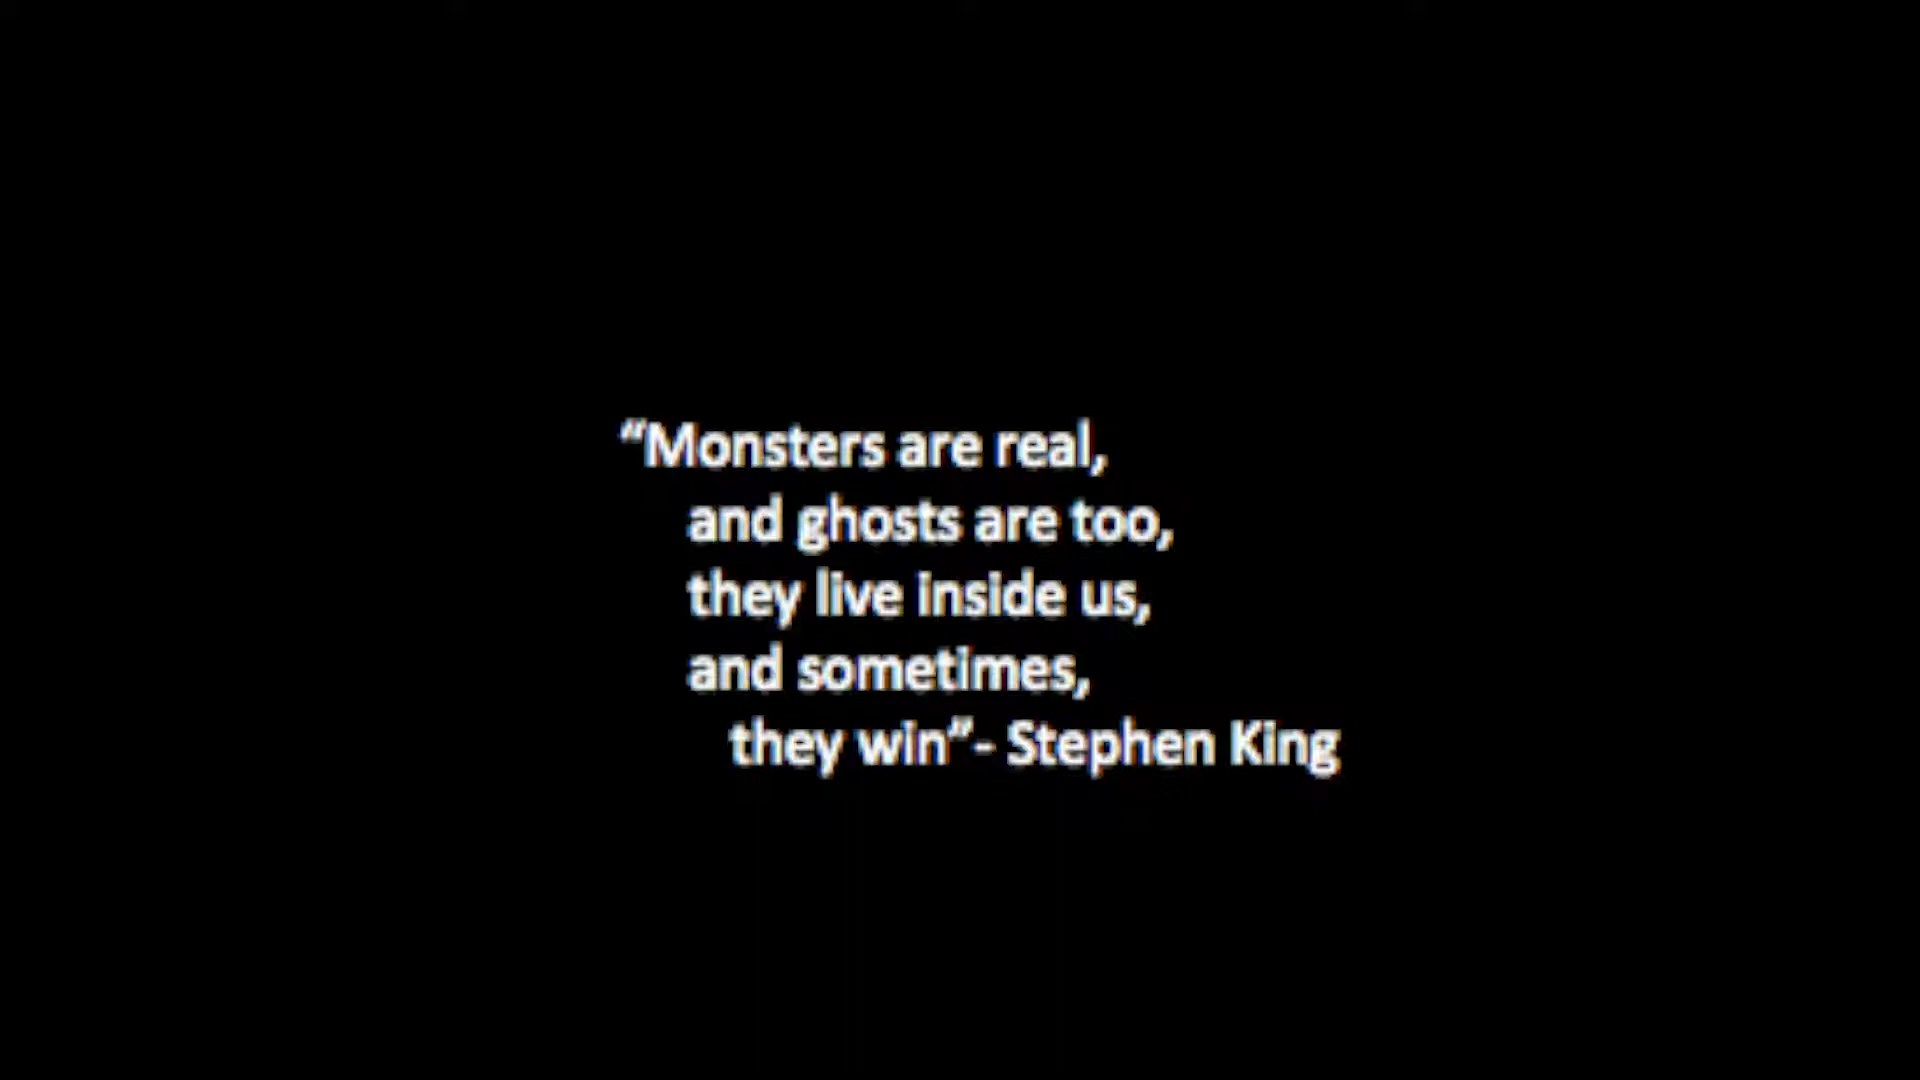 “Monsters are real,
and ghosts are too,
they live inside us,
and sometimes,
they win”- Stephen King